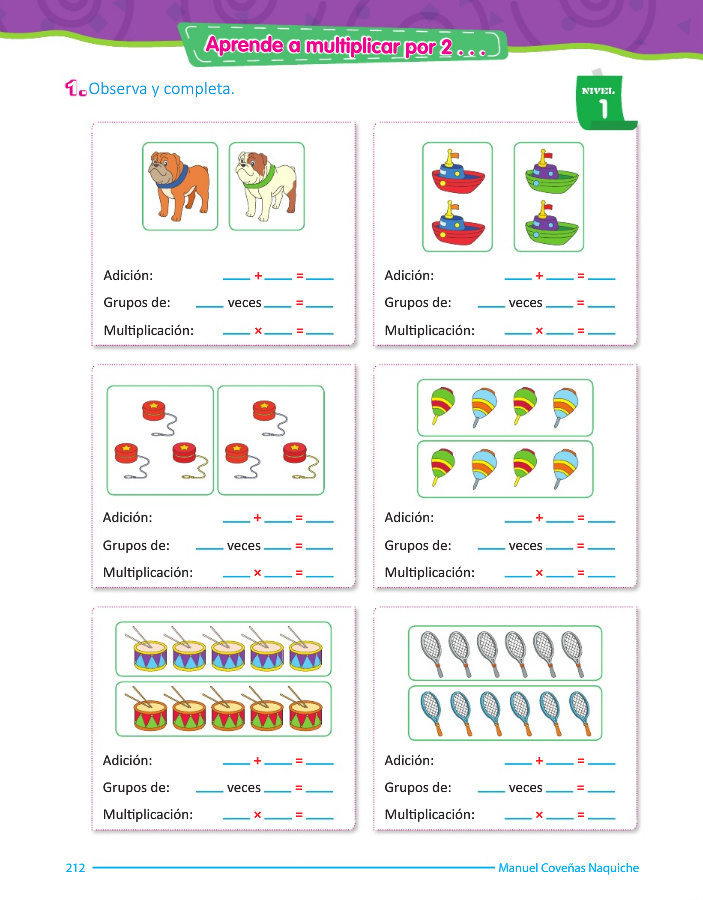 Aprende a multiplicar por 2 . . .
1. Observa y completa.
NIVEL
1
Adición: ____ + ____ = ____
Grupos de: ____ veces ____ = ____
Multiplicación: ____ × ____ = ____
Adición: ____ + ____ = ____
Grupos de: ____ veces ____ = ____
Multiplicación: ____ × ____ = ____
Adición: ____ + ____ = ____
Grupos de: ____ veces ____ = ____
Multiplicación: ____ × ____ = ____
Adición: ____ + ____ = ____
Grupos de: ____ veces ____ = ____
Multiplicación: ____ × ____ = ____
Adición: ____ + ____ = ____
Grupos de: ____ veces ____ = ____
Multiplicación: ____ × ____ = ____
Adición: ____ + ____ = ____
Grupos de: ____ veces ____ = ____
Multiplicación: ____ × ____ = ____
212
Manuel Coveñas Naquiche